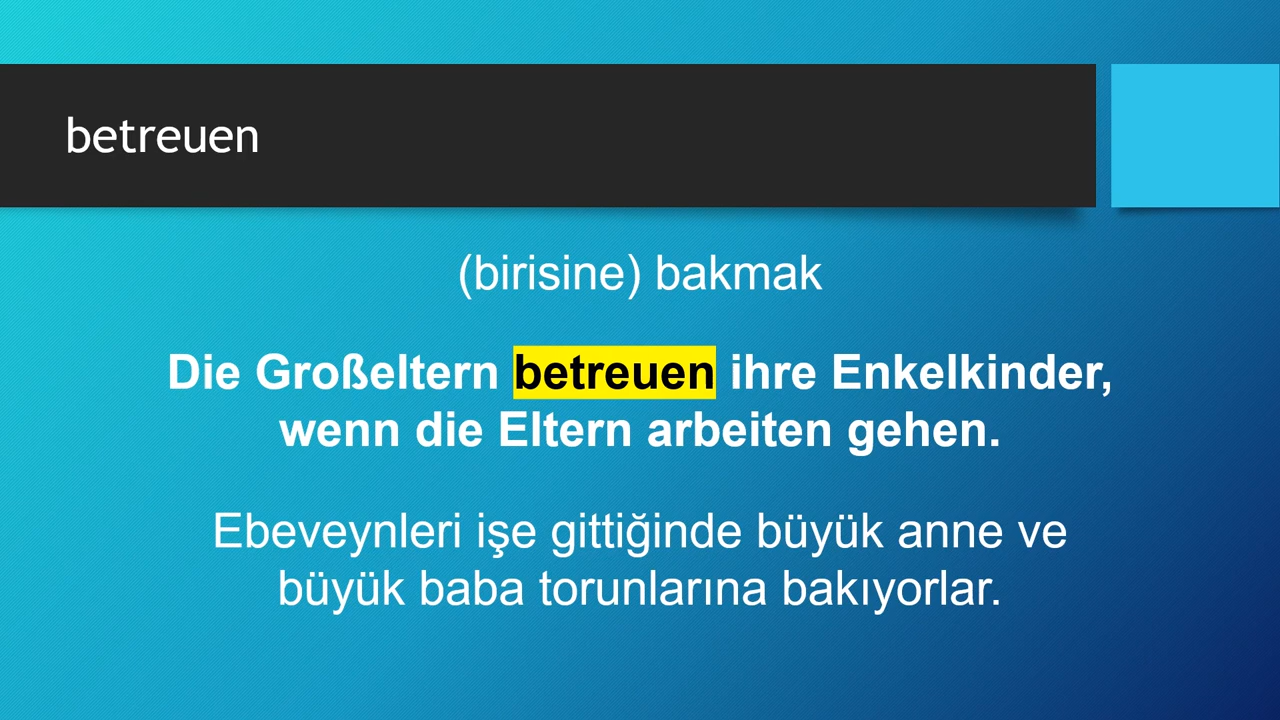 betreuen
(birisine) bakmak
Die Großeltern betreuen ihre Enkelkinder,
wenn die Eltern arbeiten gehen.
Ebeveynleri işe gittiğinde büyük anne ve
büyük baba torunlarına bakıyorlar.